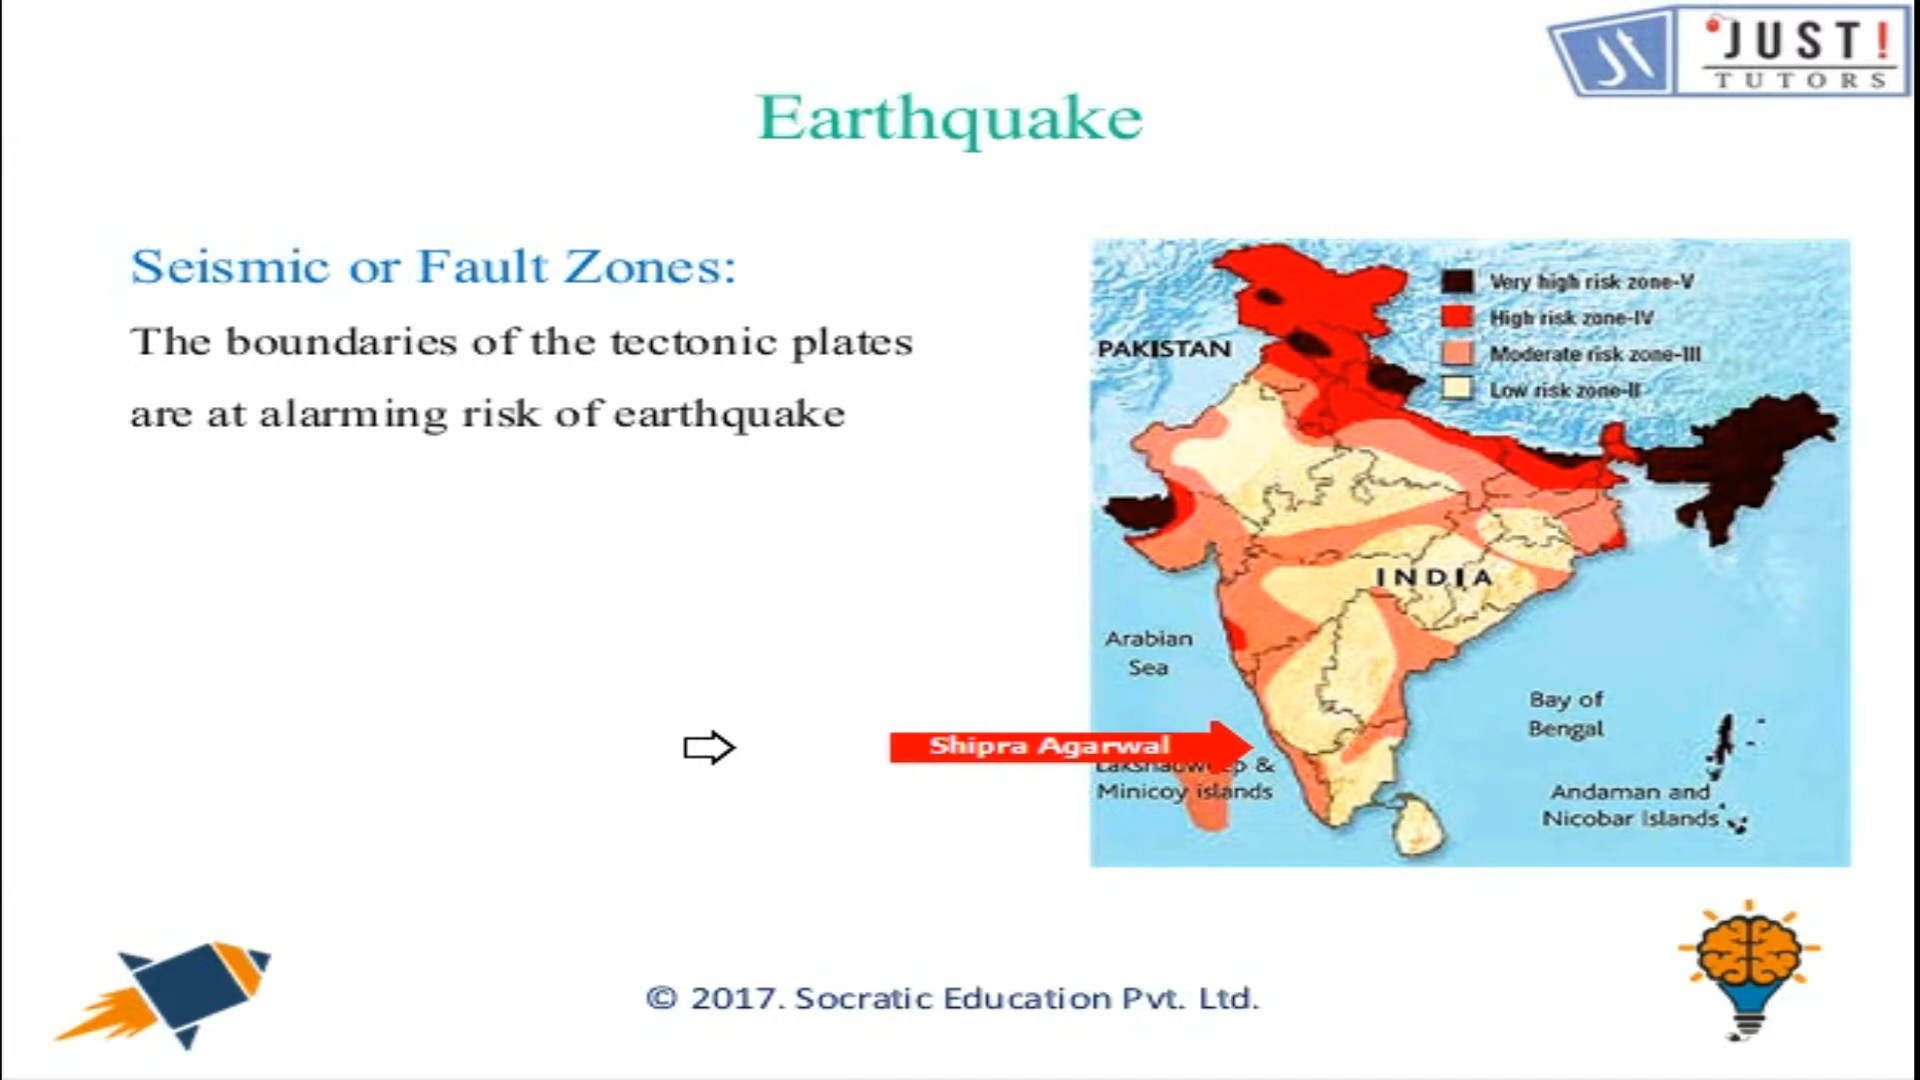 JUST!
TUTORS
Earthquake
Seismic or Fault Zones:
The boundaries of the tectonic plates
are at alarming risk of earthquake
Very high risk zone-V
High risk zone-IV
Moderate risk zone-III
Low risk zone-II
PAKISTAN
INDIA
Arabian
Sea
Bay of
Bengal
Shipra Agarwal
&
Minicoy islands
Andaman and
Nicobar Islands
© 2017. Socratic Education Pvt. Ltd.